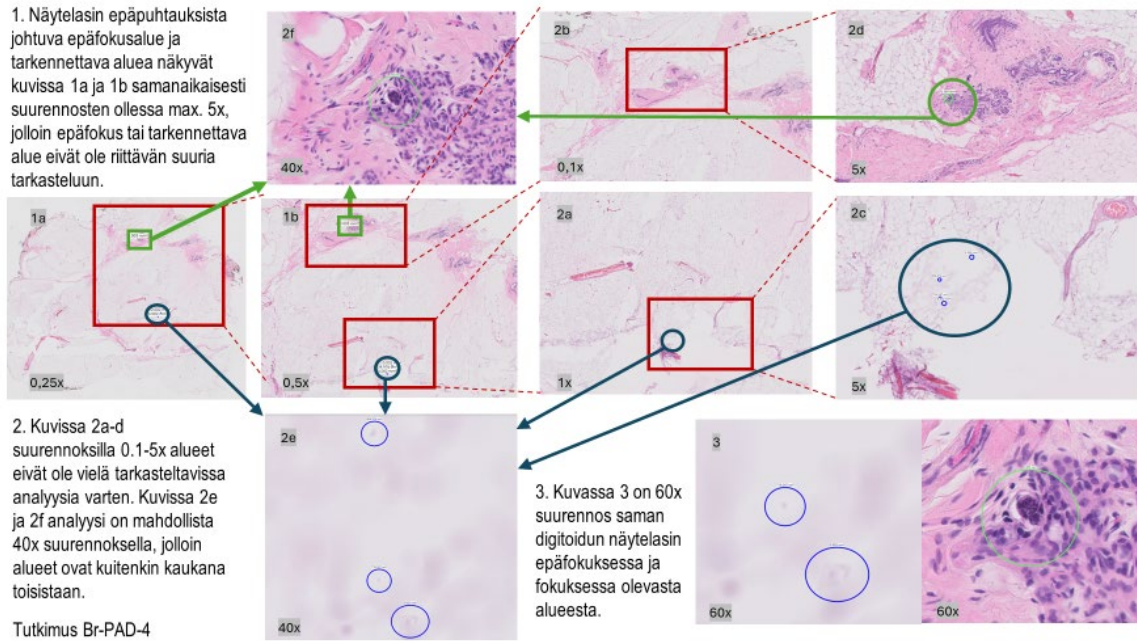 1. Näytelasin epäpuhtauksista
johtuva epäfokusalue ja
tarkennettava aluea näkyvät
kuvissa 1a ja 1b samanaikaisesti
suurennosten ollessa max. 5x,
jolloin epäfokus tai tarkennettava
alue eivät ole riittävän suuria
tarkasteluun.
2f
40x
2b
0,1x
2d
5x
1a
0,25x
1b
0,5x
2a
1x
2c
5x
2. Kuvissa 2a-d
suurennoksilla 0.1-5x alueet
eivät ole vielä tarkasteltavissa
analyysia varten. Kuvissa 2e
ja 2f analyysi on mahdollista
40x suurennoksella, jolloin
alueet ovat kuitenkin kaukana
toisistaan.
Tutkimus Br-PAD-4
2e
40x
3. Kuvassa 3 on 60x
suurennos saman
digitoidun näytelasin
epäfokuksessa ja
fokuksessa olevasta
alueesta.
3
60x
60x